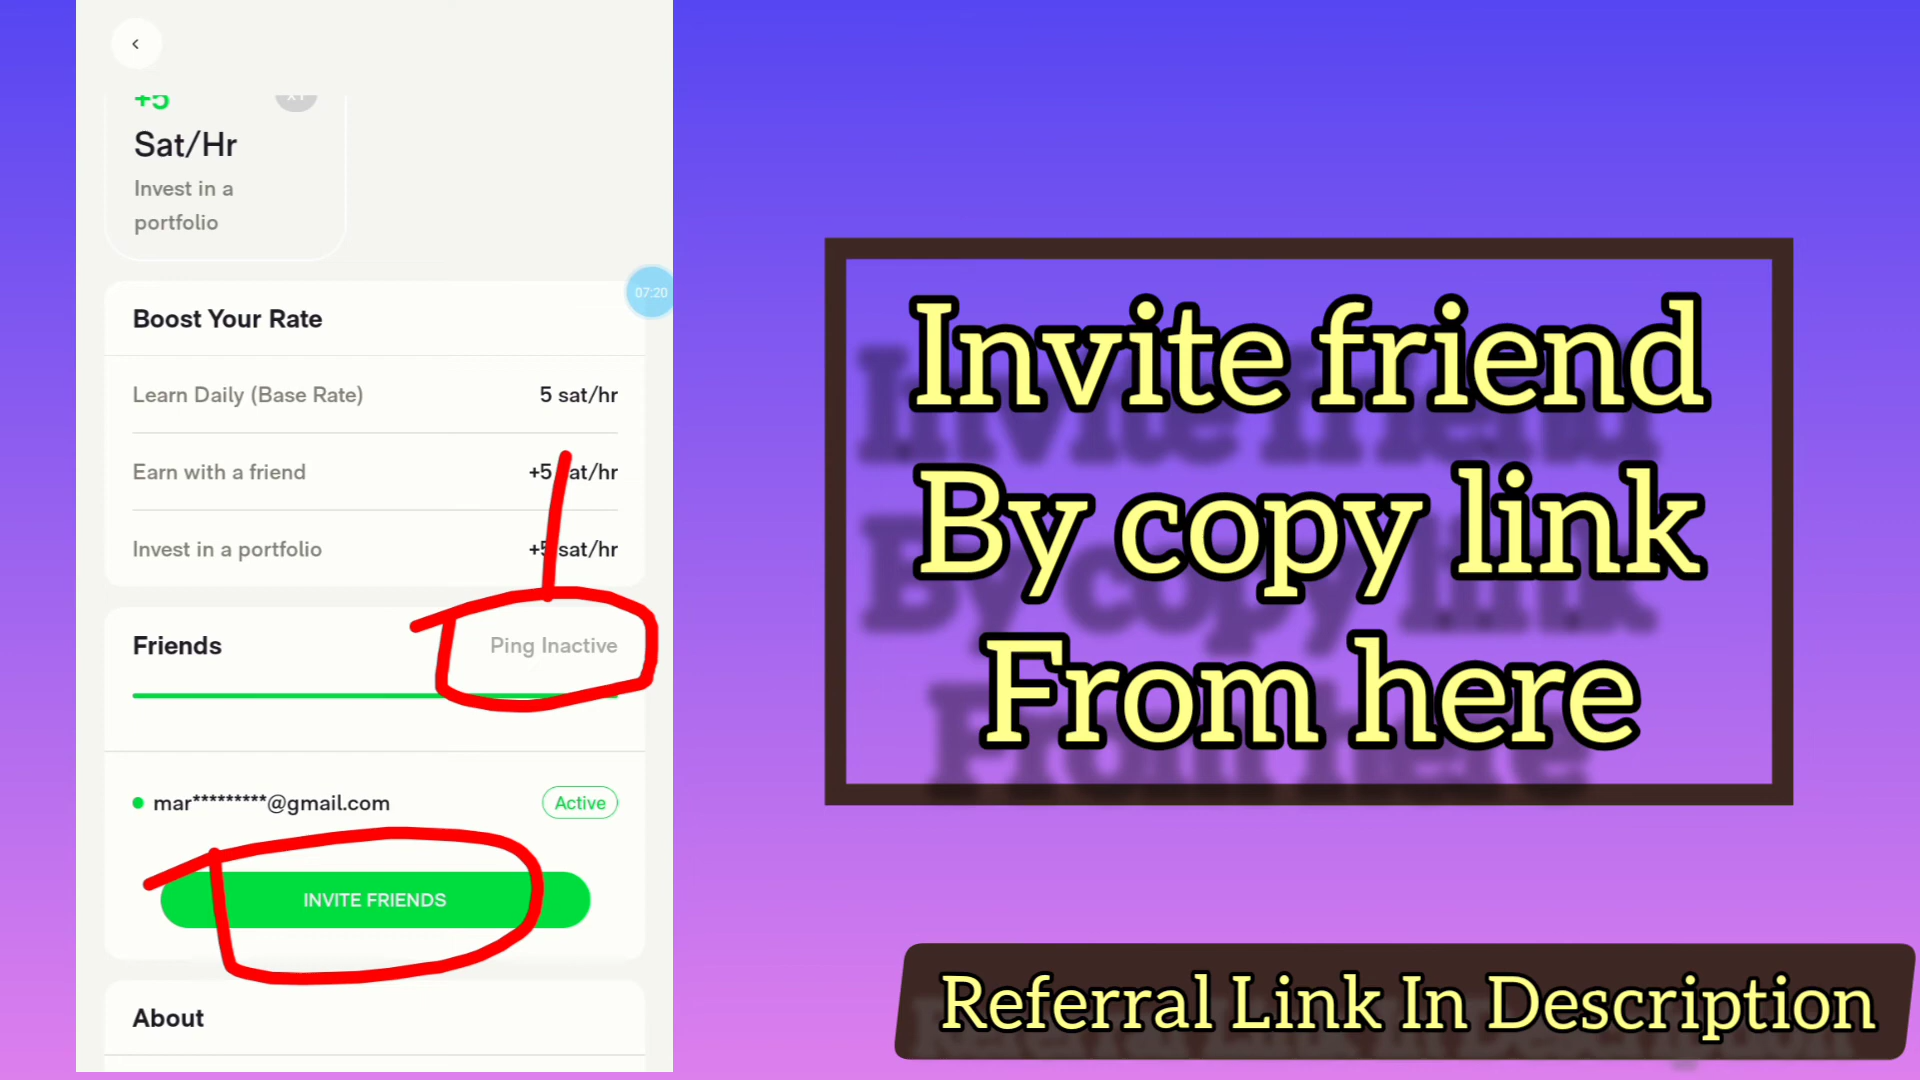 +5
X1
Sat/Hr
Invest in a
portfolio
07:20
Boost Your Rate
Learn Daily (Base Rate) 5 sat/hr
Earn with a friend +5 sat/hr
Invest in a portfolio +5 sat/hr
Friends Ping Inactive
mar*********@gmail.com Active
INVITE FRIENDS
About
Invite friend
By copy link
From here
Referral Link In Description